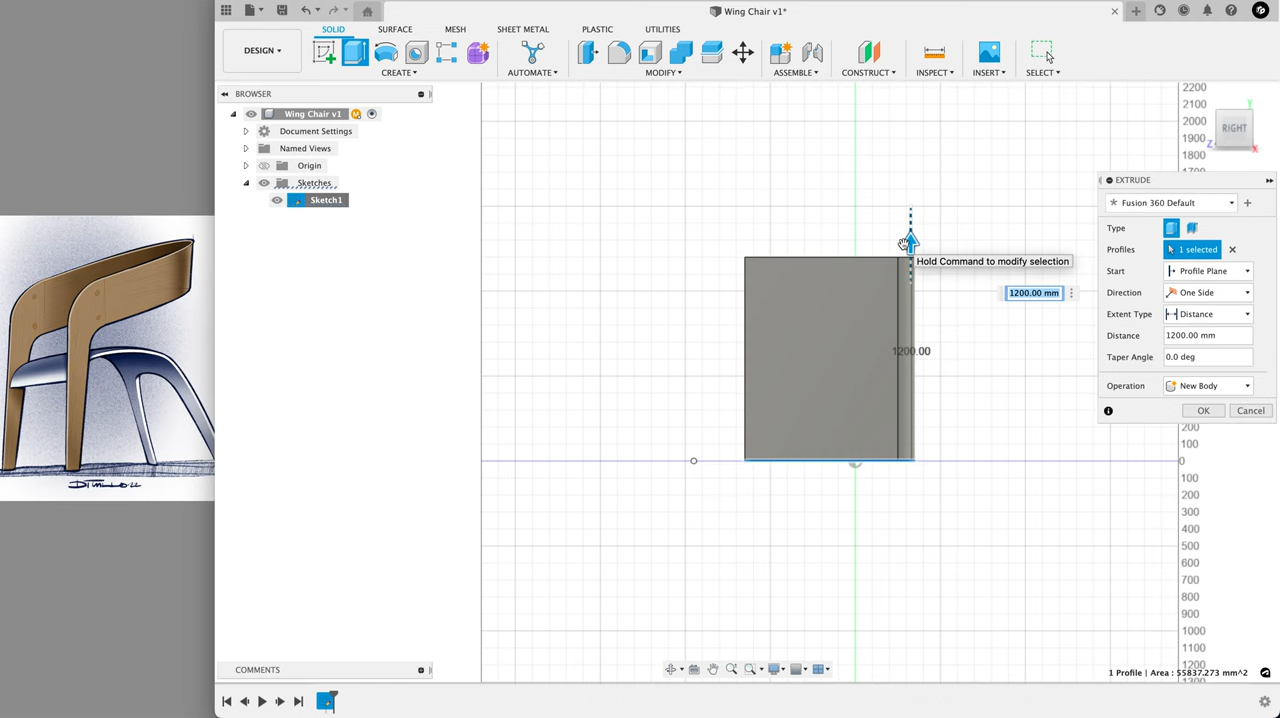 Wing Chair v1*
DESIGN
SOLID
SURFACE
MESH
SHEET METAL
PLASTIC
UTILITIES
CREATE
AUTOMATE
MODIFY
ASSEMBLE
CONSTRUCT
INSPECT
INSERT
SELECT
BROWSER
Wing Chair v1
Document Settings
Named Views
Origin
Sketches
Sketch1
2200
2100
2000
1900
1800
1700
RIGHT
Y
Z
X
EXTRUDE
Fusion 360 Default
Type
Profiles
1 selected
Start
Profile Plane
Direction
One Side
Extent Type
Distance
Distance
1200.00 mm
Taper Angle
0.0 deg
Operation
New Body
OK
Cancel
Hold Command to modify selection
1200.00 mm
1200.00
200
100
0
100
200
300
400
500
600
700
800
900
1000
1100
1200
COMMENTS
1 Profile | Area : 55837.273 mm^2